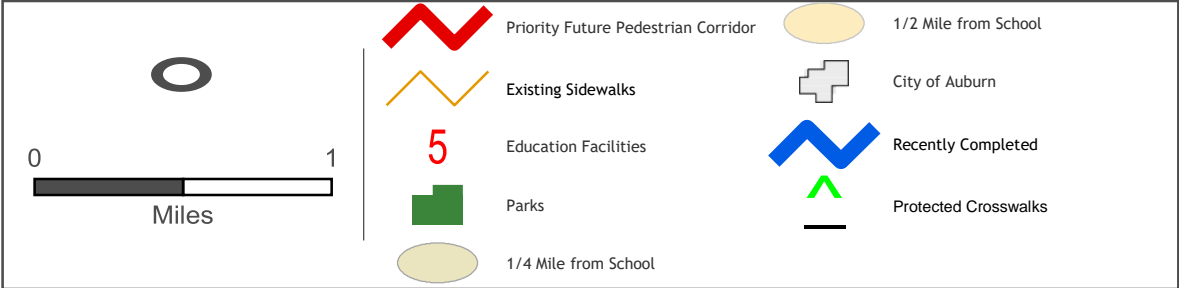 0 1
Miles
Priority Future Pedestrian Corridor
Existing Sidewalks
5
Education Facilities
Parks
1/4 Mile from School
1/2 Mile from School
City of Auburn
Recently Completed
Protected Crosswalks